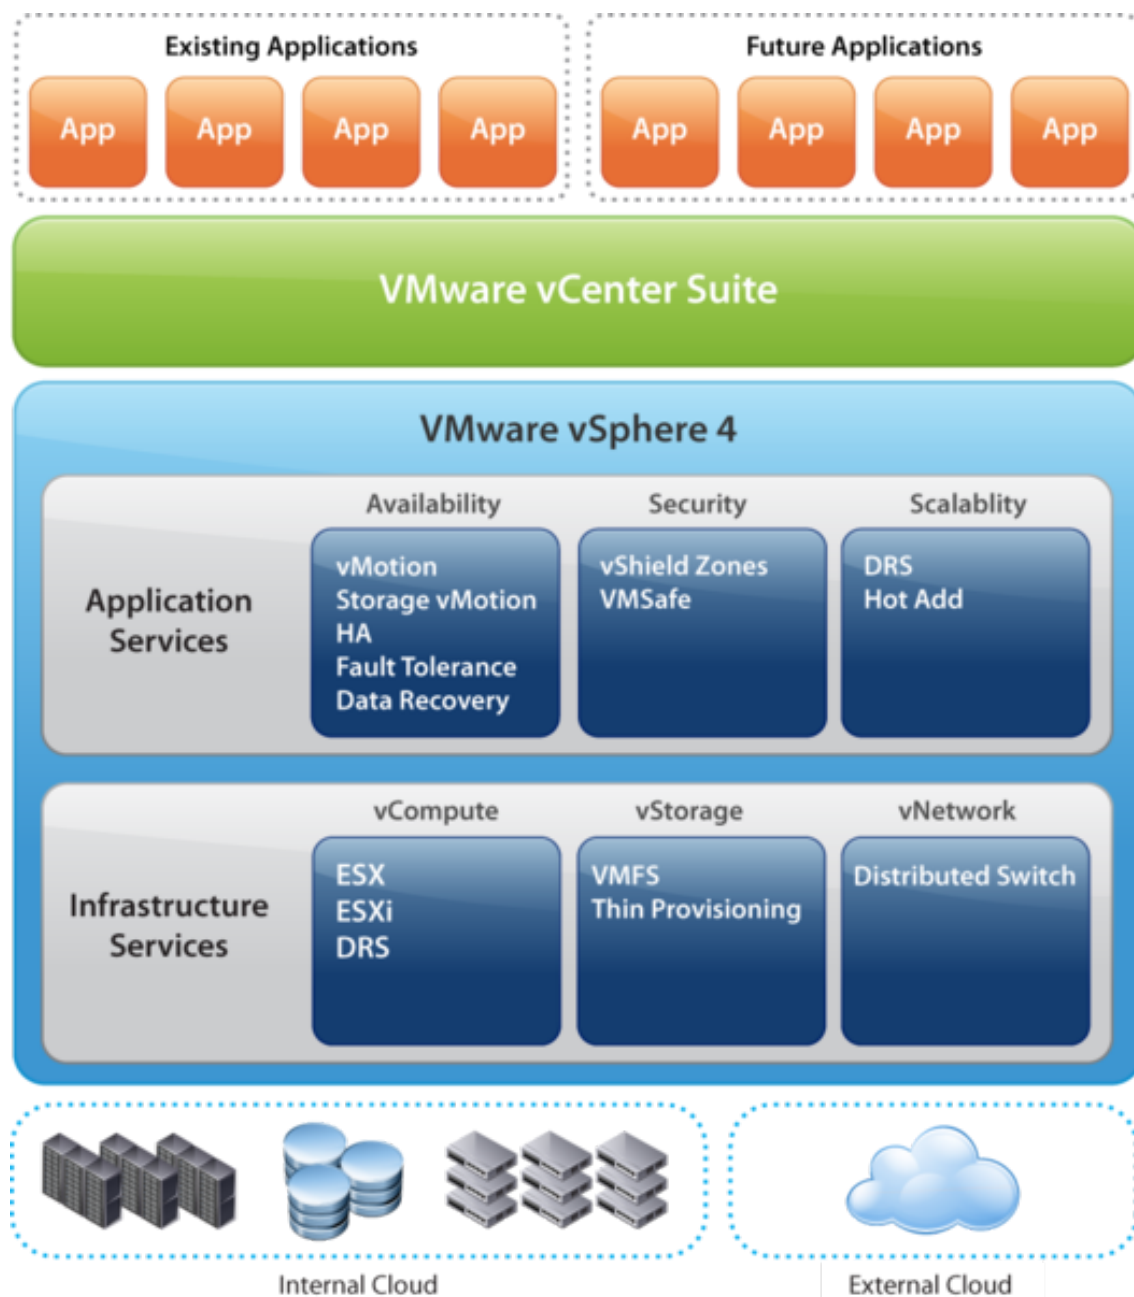 Existing Applications
Future Applications
App App App App
App App App App
VMware vCenter Suite
VMware vSphere 4
Application
Services
Availability
vMotion
Storage vMotion
HA
Fault Tolerance
Data Recovery
Security
vShield Zones
VMSafe
Scalablity
DRS
Hot Add
Infrastructure
Services
vCompute
ESX
ESXi
DRS
vStorage
VMFS
Thin Provisioning
vNetwork
Distributed Switch
Internal Cloud
External Cloud